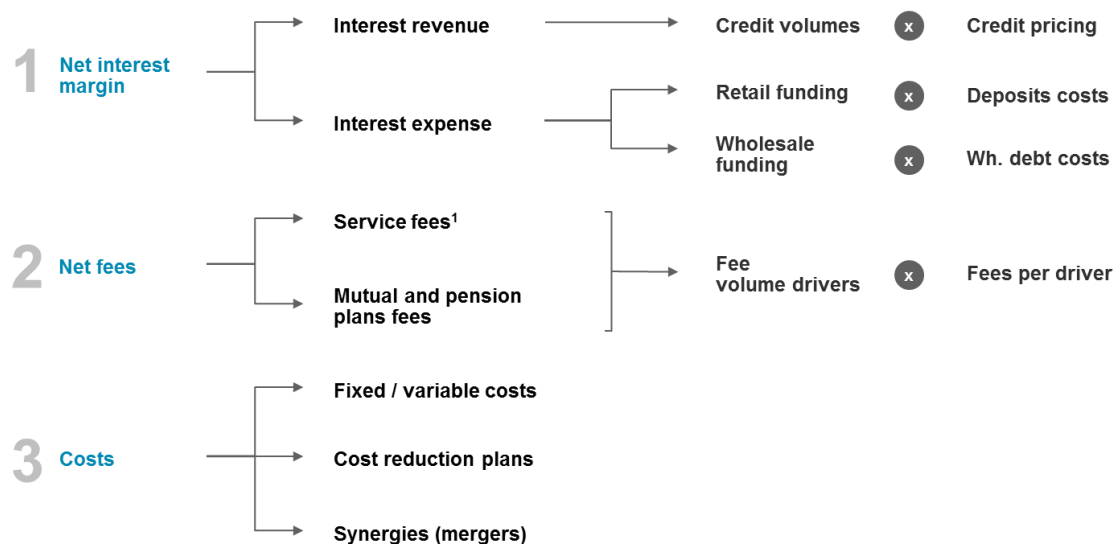 1 Net interest margin
Interest revenue
Credit volumes x Credit pricing
Interest expense
Retail funding x Deposits costs
Wholesale funding x Wh. debt costs
2 Net fees
Service fees¹
Mutual and pension plans fees
Fee volume drivers x Fees per driver
3 Costs
Fixed / variable costs
Cost reduction plans
Synergies (mergers)